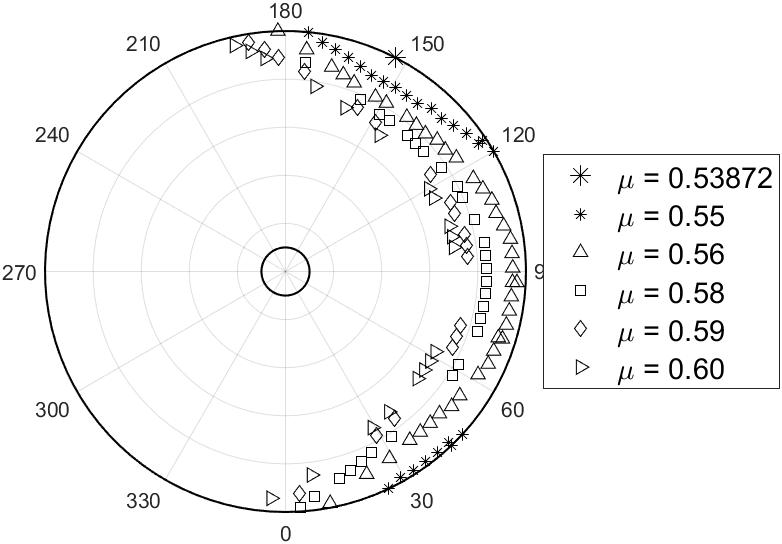 180
210
150
240
120
μ = 0.53872
μ = 0.55
μ = 0.56
270
9
μ = 0.58
μ = 0.59
μ = 0.60
300
60
330
30
0